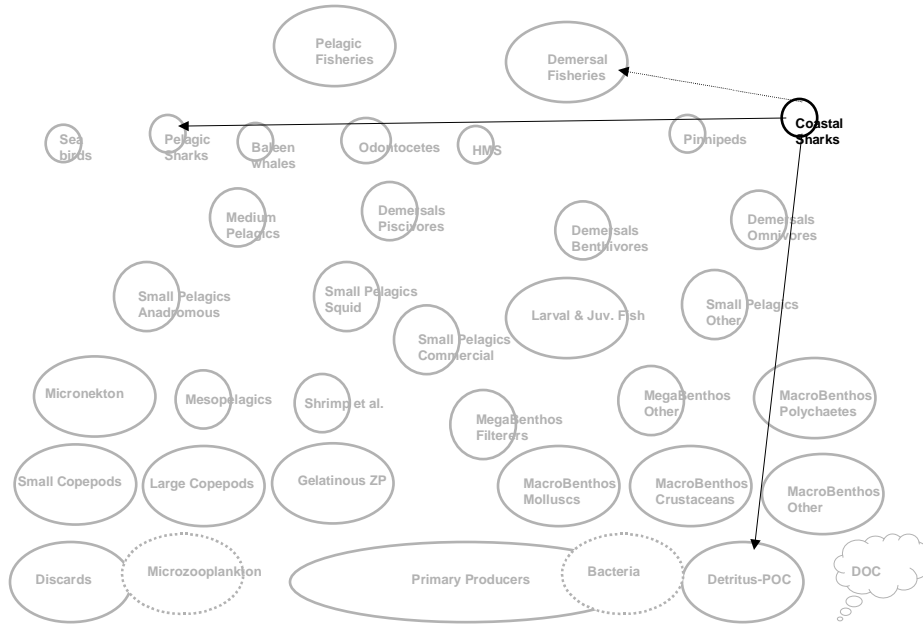 Pelagic
Fisheries
Demersal
Fisheries
Coastal
Sharks
Sea
birds
Pelagic
Sharks
Baleen
whales
Odontocetes
HMS
Pinnipeds
Medium
Pelagics
Demersals
Piscivores
Demersals
Benthivores
Demersals
Omnivores
Small Pelagics
Anadromous
Small Pelagics
Squid
Small Pelagics
Commercial
Larval & Juv. Fish
Small Pelagics
Other
Micronekton
Mesopelagics
Shrimp et al.
MegaBenthos
Filterers
MegaBenthos
Other
MacroBenthos
Polychaetes
Small Copepods
Large Copepods
Gelatinous ZP
MacroBenthos
Molluscs
MacroBenthos
Crustaceans
MacroBenthos
Other
Discards
Microzooplankton
Primary Producers
Bacteria
Detritus-POC
DOC